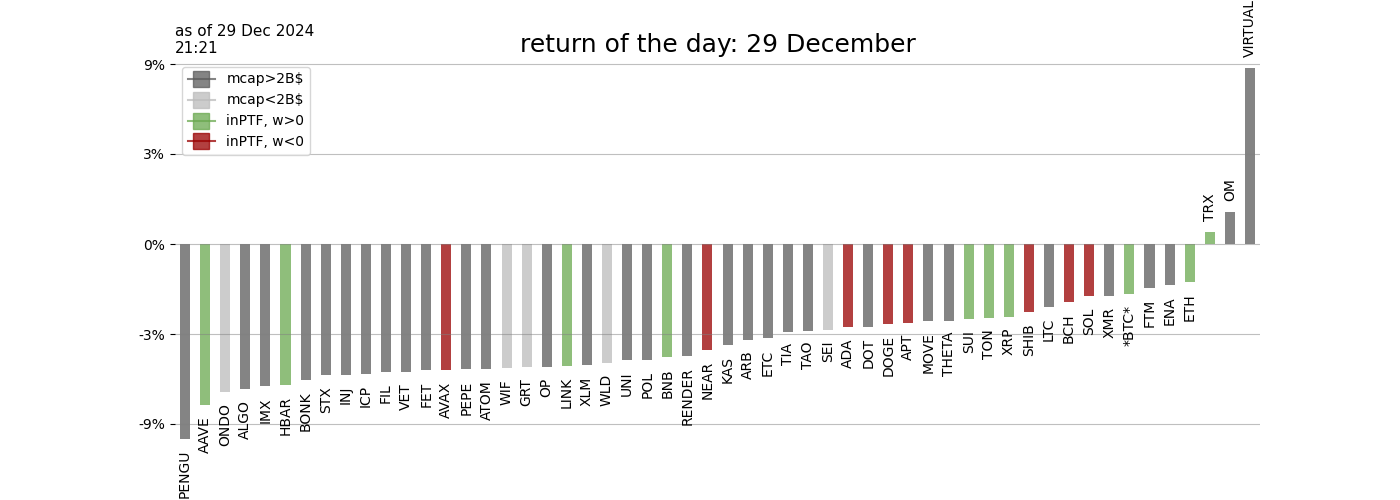 as of 29 Dec 2024
21:21
return of the day: 29 December
VIRTUAL
9%
mcap>2B$
mcap<2B$
inPTF, w>0
inPTF, w<0
3%
OM
TRX
0%
-3%
-9%
PENGU
AAVE
ONDO
ALGO
IMX
HBAR
BONK
STX
INJ
ICP
FIL
VET
FET
AVAX
PEPE
ATOM
WIF
GRT
OP
LINK
XLM
WLD
UNI
POL
BNB
RENDER
NEAR
KAS
ARB
ETC
TIA
TAO
SEI
ADA
DOT
DOGE
APT
MOVE
THETA
SUI
TON
XRP
SHIB
LTC
BCH
SOL
XMR
*BTC*
FTM
ENA
ETH